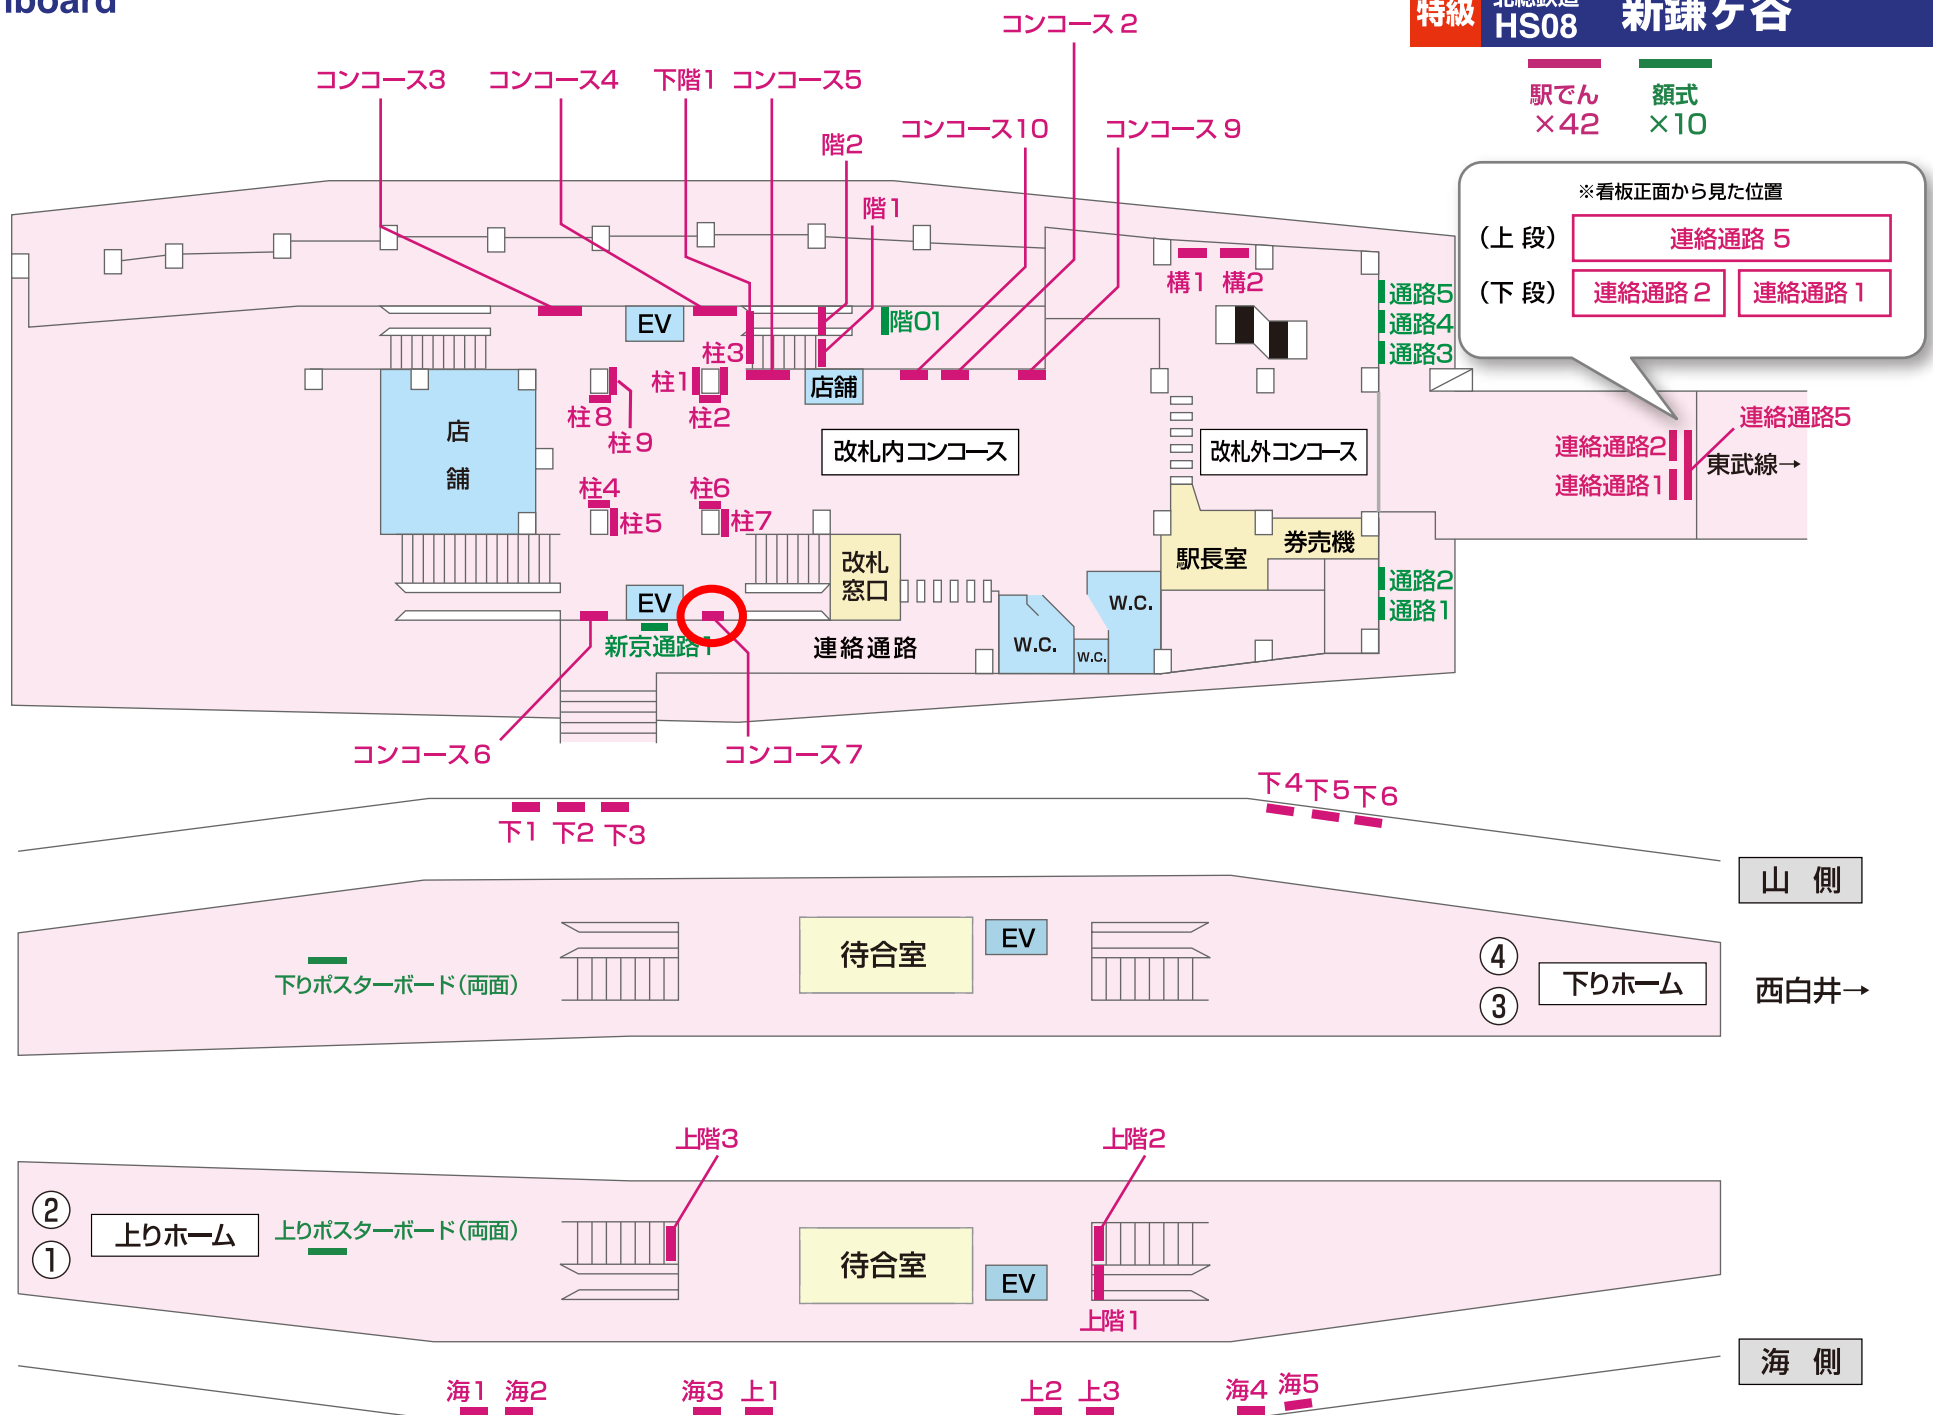 特級
HS08
新鎌ヶ谷
駅でん
×42
額式
×10
コンコース 2
コンコース3
コンコース4
下階1
コンコース5
階2
コンコース10
コンコース 9
階1
※看板正面から見た位置
(上 段)
連絡通路 5
(下 段)
連絡通路 2
連絡通路 1
構1
構2
通路5
通路4
通路3
EV
階01
柱3
柱1
店舗
柱8
柱9
柱2
店
舗
改札内コンコース
改札外コンコース
連絡通路5
連絡通路2
連絡通路1
東武線→
柱4
柱5
柱6
柱7
改札
窓口
駅長室
券売機
通路2
通路1
EV
新京通路1
連絡通路
W.C.
W.C.
W.C.
コンコース6
コンコース7
下1
下2
下3
下4
下5
下6
山 側
待合室
EV
下りポスターボード(両面)
④
③
下りホーム
西白井→
上階3
上階2
②
①
上りホーム
上りポスターボード(両面)
待合室
EV
上階1
海 側
海1
海2
海3
上1
上2
上3
海4
海5